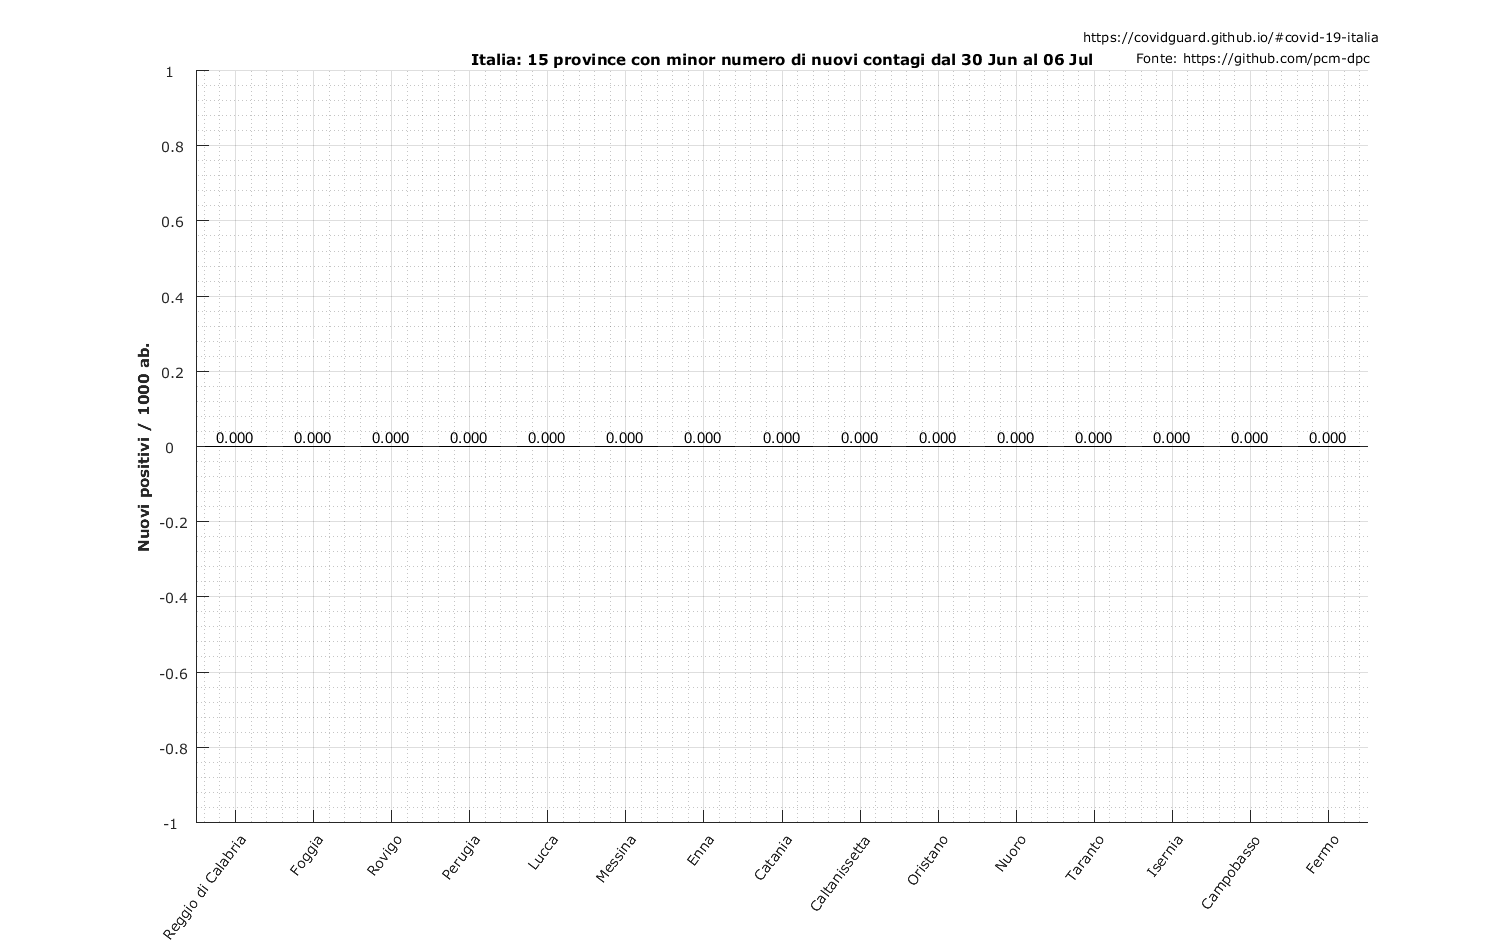 https://covidguard.github.io/#covid-19-italia
Italia: 15 province con minor numero di nuovi contagi dal 30 Jun al 06 Jul
Fonte: https://github.com/pcm-dpc
1
0.8
0.6
0.4
0.2
0
-0.2
-0.4
-0.6
-0.8
-1
Nuovi positivi / 1000 ab.
0.000 0.000 0.000 0.000 0.000 0.000 0.000 0.000 0.000 0.000 0.000 0.000 0.000 0.000 0.000
Reggio di Calabria
Foggia
Rovigo
Perugia
Lucca
Messina
Enna
Catania
Caltanissetta
Oristano
Nuoro
Taranto
Isernia
Campobasso
Fermo